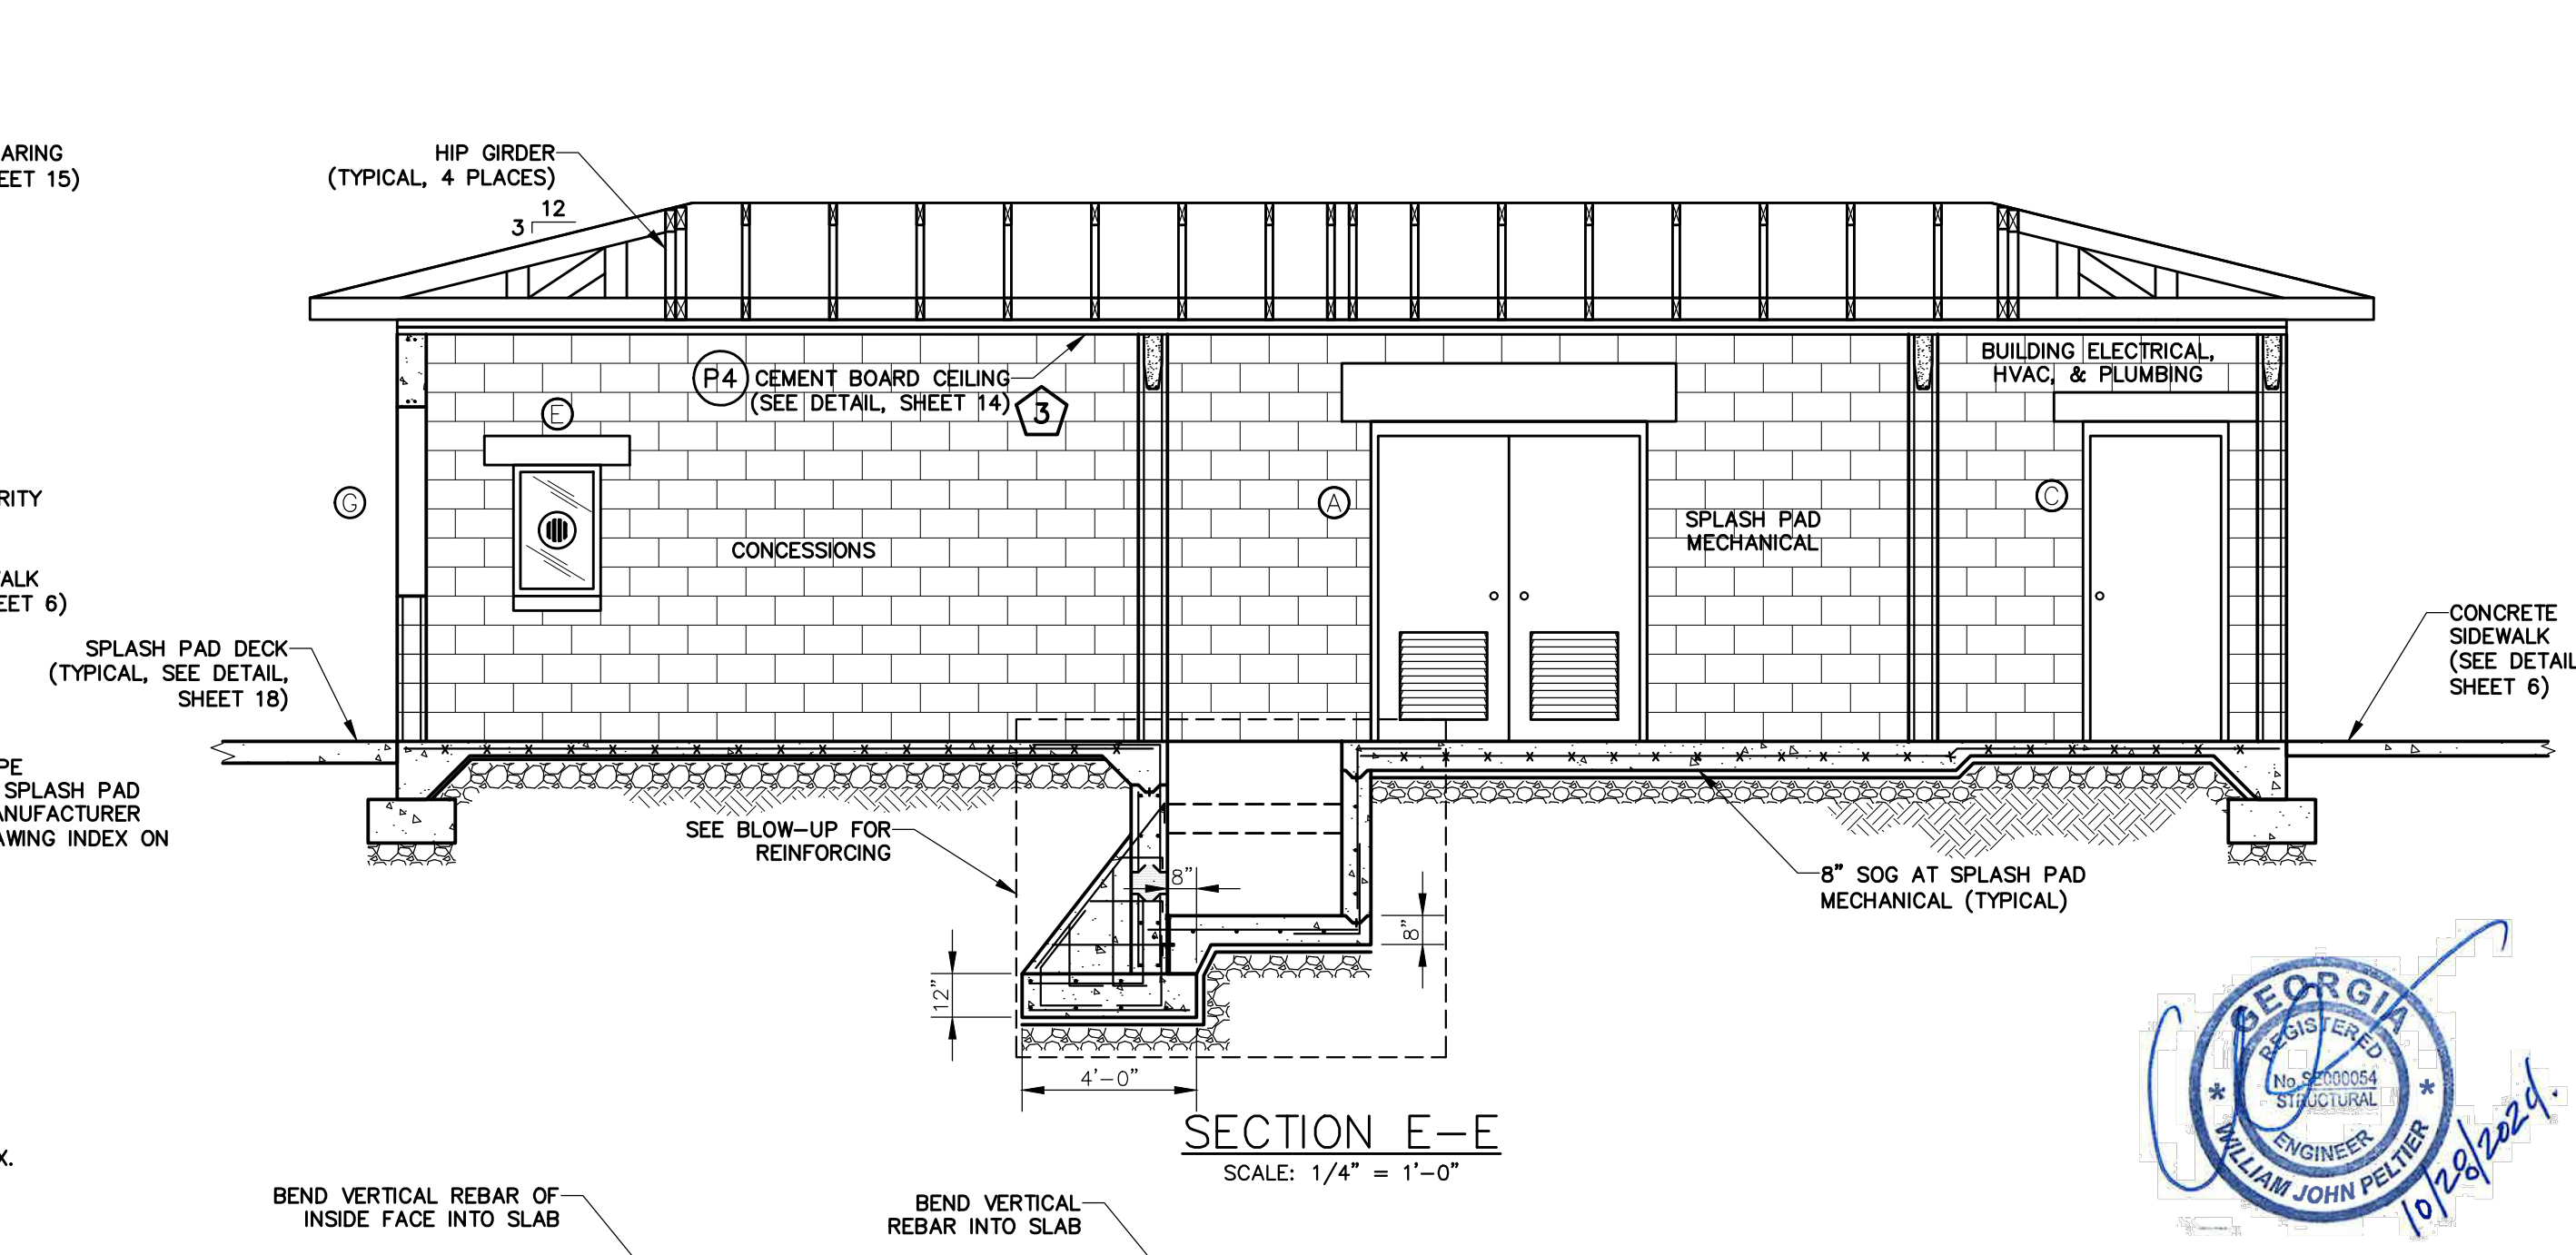 ARING
EET 15)
HIP GIRDER
(TYPICAL, 4 PLACES)
12
3
P4
CEMENT BOARD CEILING
(SEE DETAIL, SHEET 14)
3
BUILDING ELECTRICAL,
HVAC, & PLUMBING
E
G
A
C
RITY
CONCESSIONS
SPLASH PAD
MECHANICAL
ALK
EET 6)
SPLASH PAD DECK
(TYPICAL, SEE DETAIL,
SHEET 18)
CONCRETE
SIDEWALK
(SEE DETAIL
SHEET 6)
PE
SPLASH PAD
ANUFACTURER
AWING INDEX ON
SEE BLOW-UP FOR
REINFORCING
8"
8"
12"
4'-0"
8" SOG AT SPLASH PAD
MECHANICAL (TYPICAL)
SECTION E-E
SCALE: 1/4" = 1'-0"
X.
BEND VERTICAL REBAR OF
INSIDE FACE INTO SLAB
BEND VERTICAL
REBAR INTO SLAB
GEORGIA
REGISTERED
No. SE000054
STRUCTURAL
ENGINEER
WILLIAM JOHN PELTIER
10/28/2024.